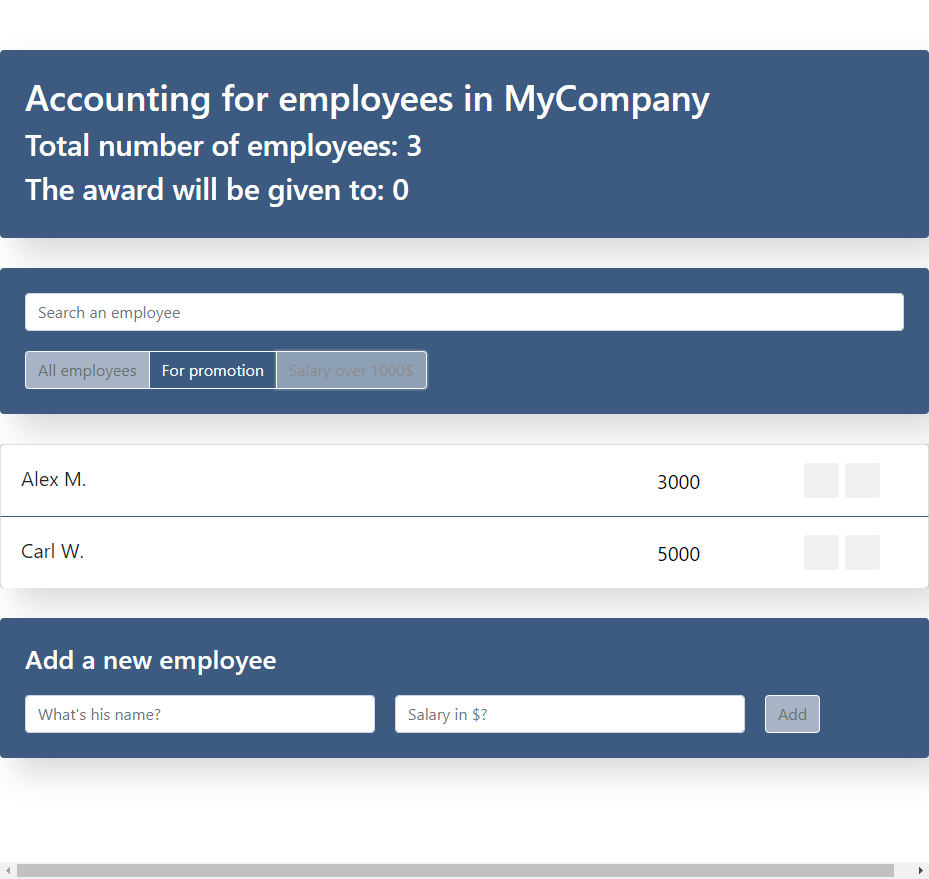 Accounting for employees in MyCompany
Total number of employees: 3
The award will be given to: 0
Search an employee
All employees For promotion Salary over 1000$
Alex M. 3000
Carl W. 5000
Add a new employee
What's his name? Salary in $? Add